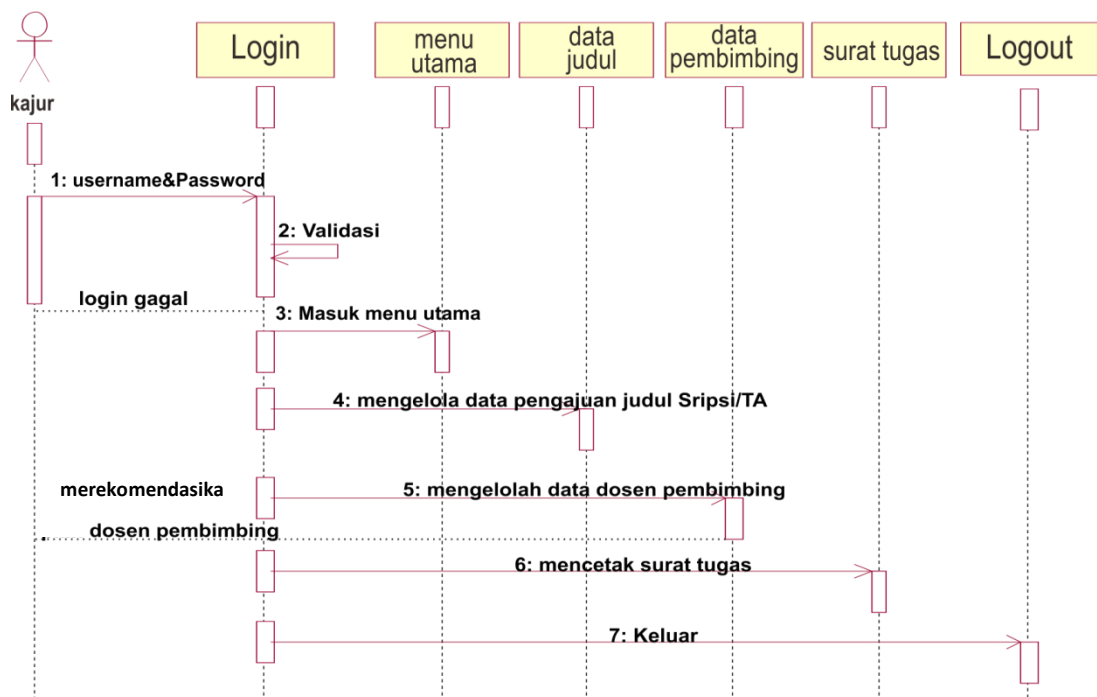 Login
menu
utama
data
judul
data
pembimbing
surat tugas
Logout
kajur
1: username&Password
2: Validasi
login gagal
3: Masuk menu utama
4: mengelola data pengajuan judul Sripsi/TA
merekomendasika
5: mengelolah data dosen pembimbing
dosen pembimbing
6: mencetak surat tugas
7: Keluar